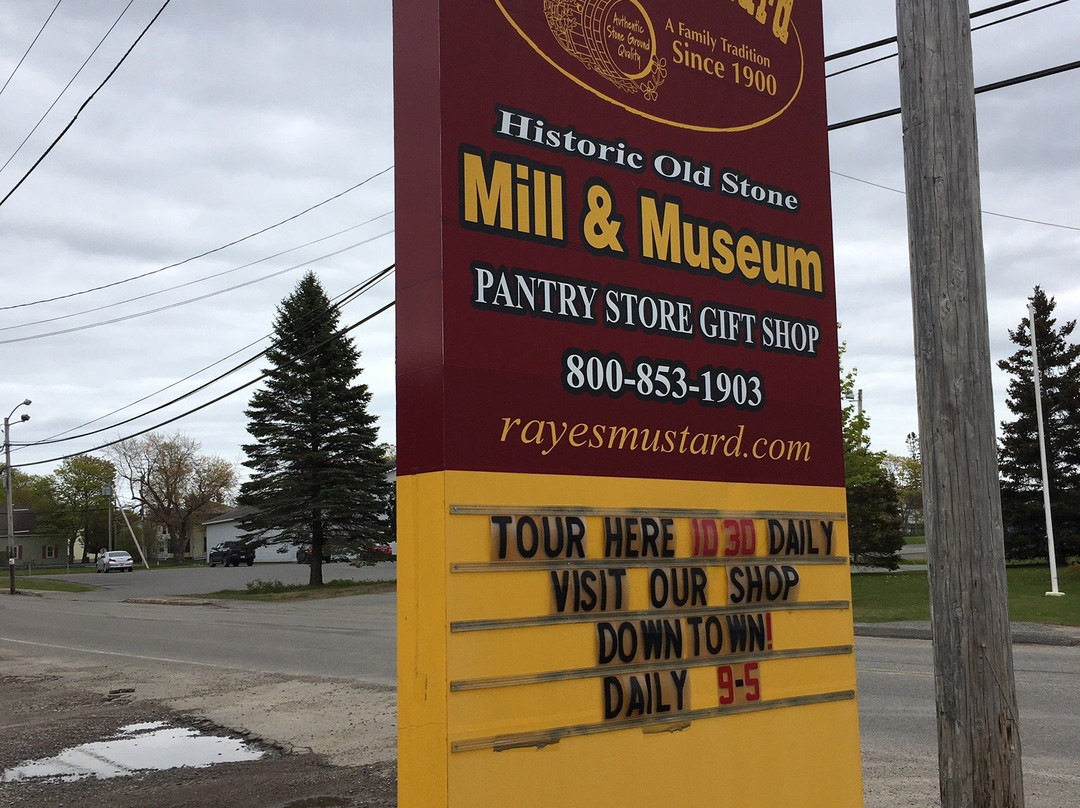 Authentic
Stone Ground
Quality
A Family Tradition
Since 1900
Historic Old Stone
Mill & Museum
PANTRY STORE GIFT SHOP
800-853-1903
rayesmustard.com
TOUR HERE 10 30 DAILY
VISIT OUR SHOP
DOWNTOWN!
DAILY 9-5